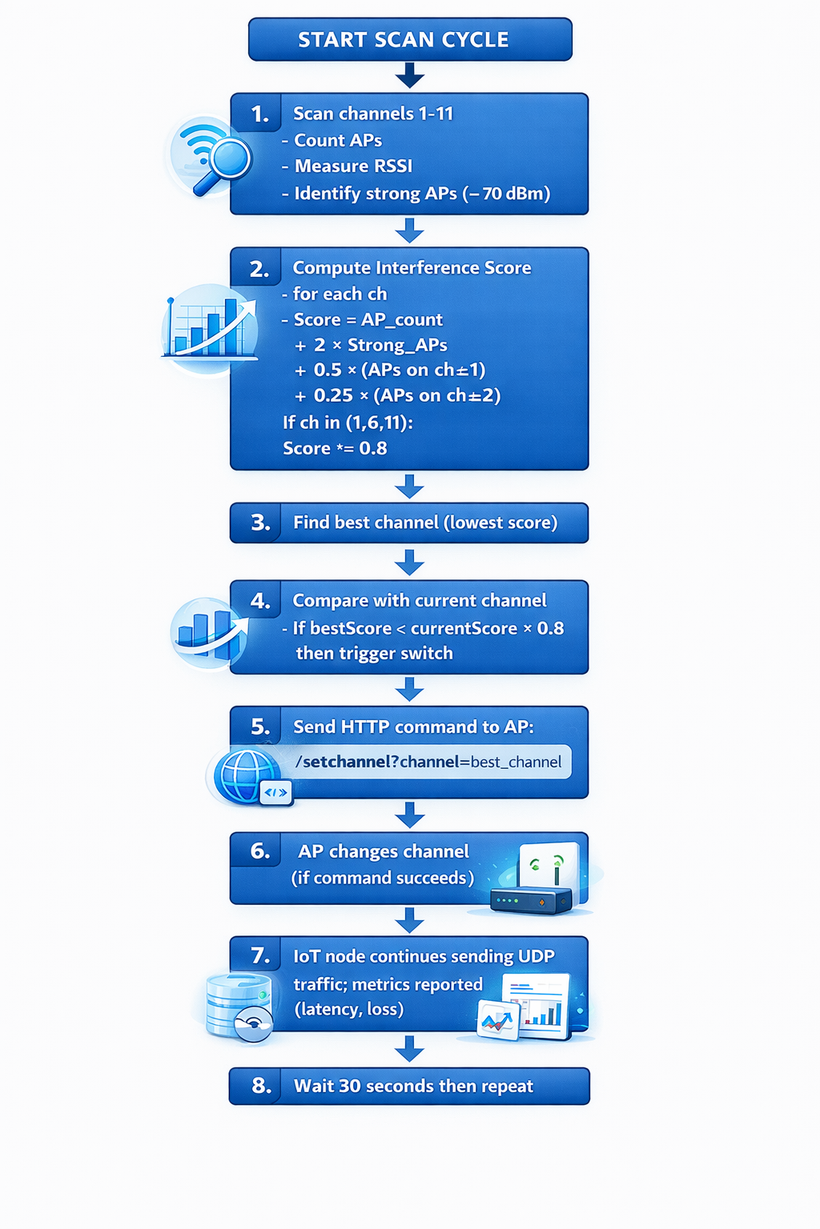 START SCAN CYCLE
1. Scan channels 1-11
- Count APs
- Measure RSSI
- Identify strong APs (−70 dBm)
2. Compute Interference Score
- for each ch
- Score = AP_count
+ 2 × Strong_APs
+ 0.5 × (APs on ch±1)
+ 0.25 × (APs on ch±2)
If ch in (1,6,11):
Score *= 0.8
3. Find best channel (lowest score)
4. Compare with current channel
- If bestScore < currentScore × 0.8
then trigger switch
5. Send HTTP command to AP:
/setchannel?channel=best_channel
</>
6. AP changes channel
(if command succeeds)
7. IoT node continues sending UDP
traffic; metrics reported
(latency, loss)
8. Wait 30 seconds then repeat